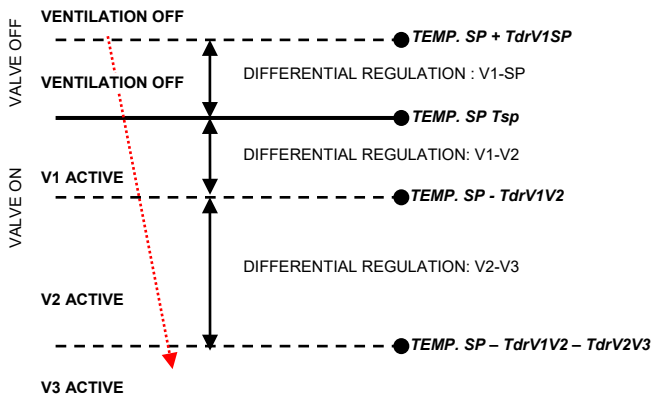 VENTILATION OFF
TEMP. SP + TdrV1SP
VALVE OFF
DIFFERENTIAL REGULATION : V1-SP
VENTILATION OFF
TEMP. SP Tsp
DIFFERENTIAL REGULATION: V1-V2
V1 ACTIVE
TEMP. SP - TdrV1V2
VALVE ON
DIFFERENTIAL REGULATION: V2-V3
V2 ACTIVE
TEMP. SP – TdrV1V2 – TdrV2V3
V3 ACTIVE